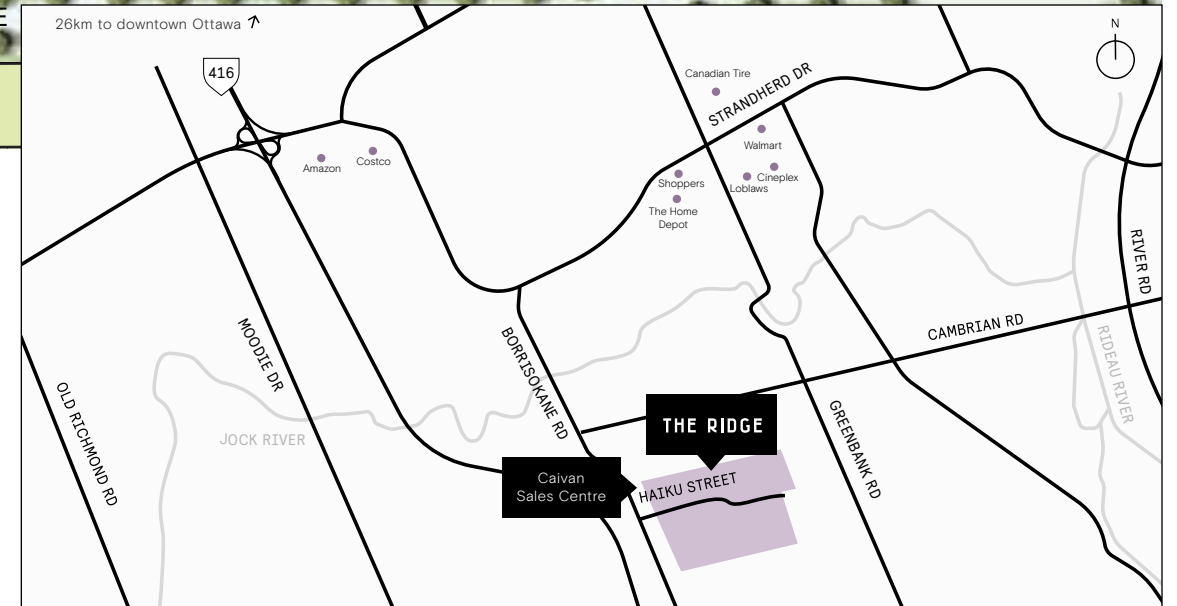 26km to downtown Ottawa
N
416
Canadian Tire
STRANDHERD DR
Walmart
Amazon
Costco
Shoppers
Cineplex
Loblaws
The Home
Depot
RIVER RD
MOODIE DR
BORRISOKANE RD
CAMBRIAN RD
RIDEAU RIVER
OLD RICHMOND RD
JOCK RIVER
THE RIDGE
GREENBANK RD
Caivan
Sales Centre
HAIKU STREET